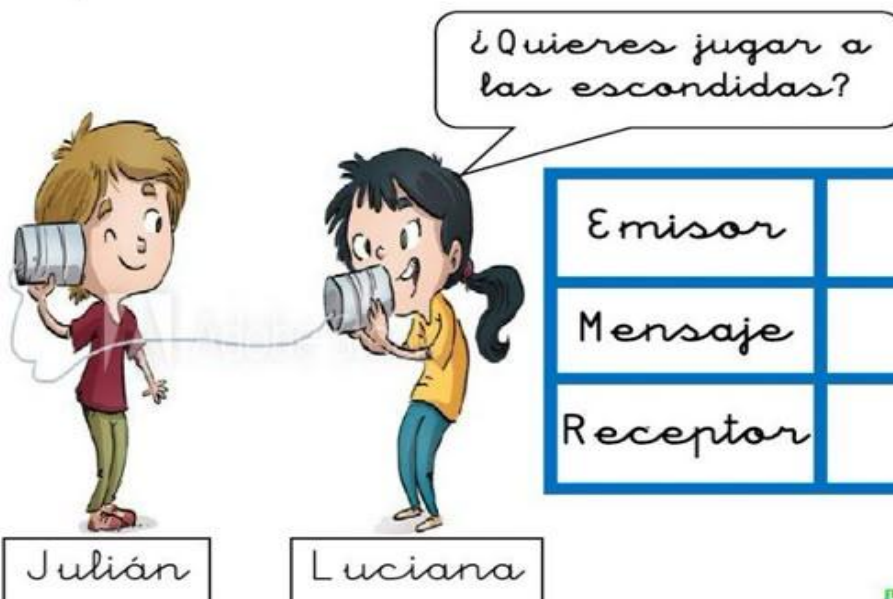 ¿Quieres jugar a
las escondidas?
Emisor
Mensaje
Receptor
Julián
Luciana